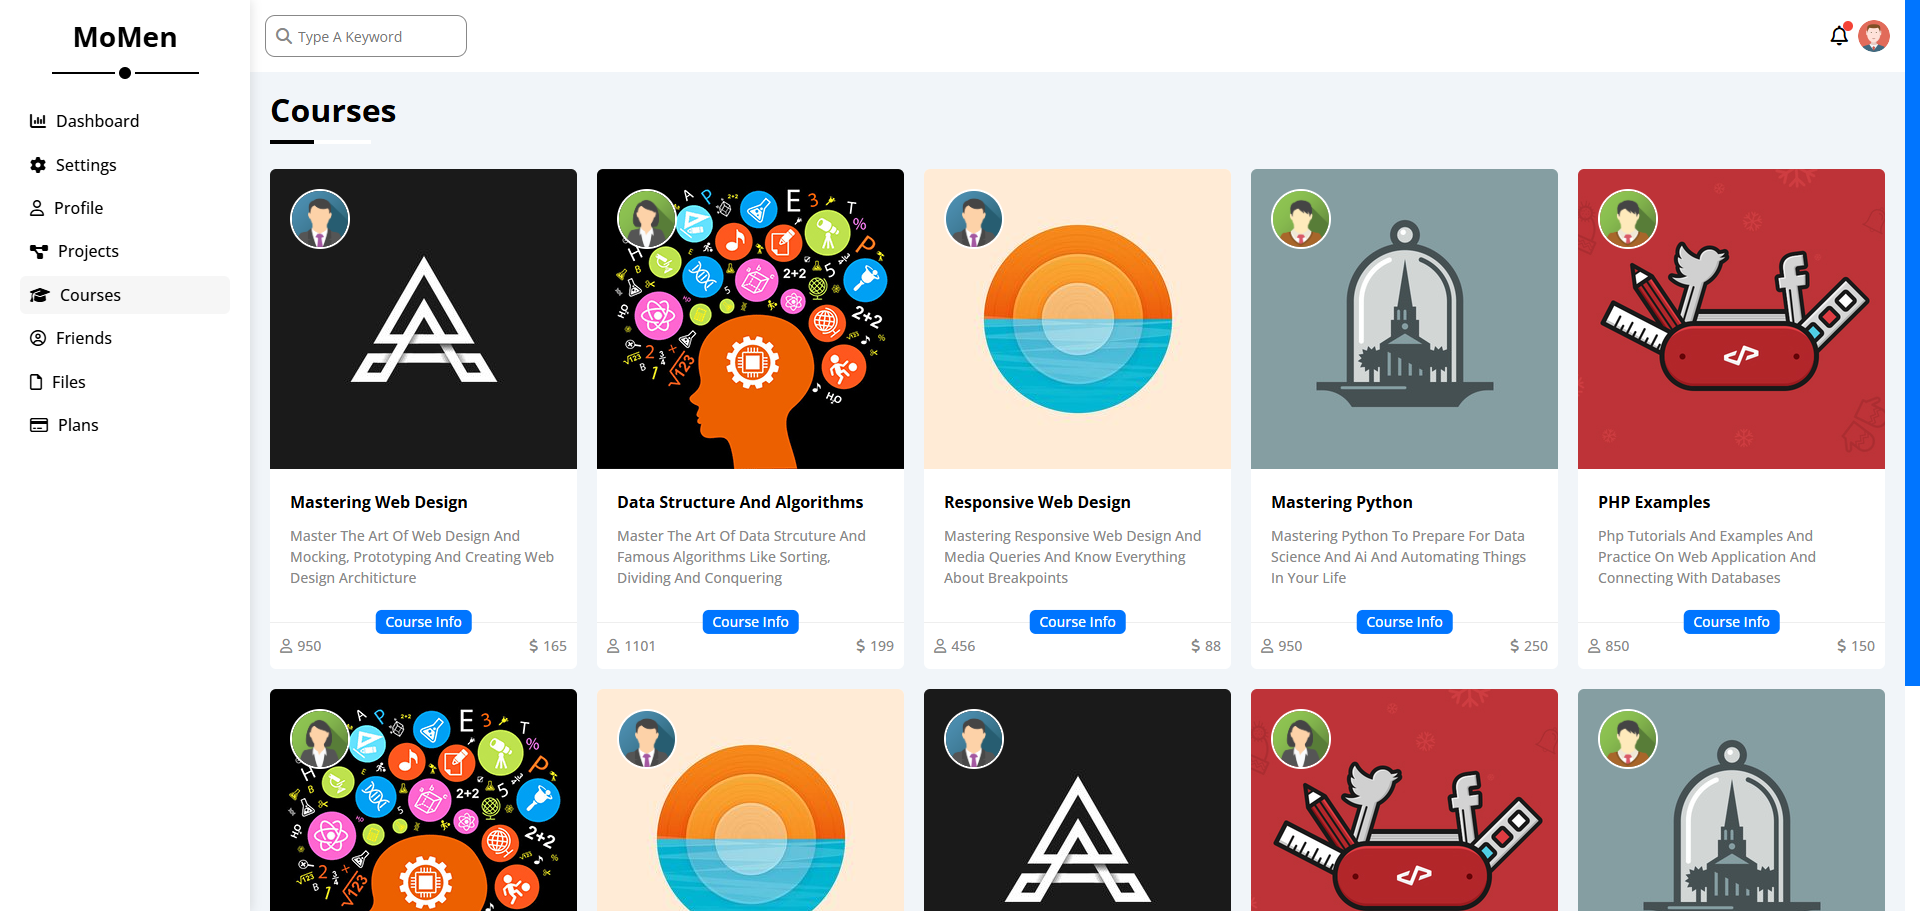 MoMen
Type A Keyword
Dashboard
Settings
Profile
Projects
Courses
Friends
Files
Plans
Courses
Mastering Web Design
Master The Art Of Web Design And
Mocking, Prototyping And Creating Web
Design Architicture
Course Info
950
$ 165
Data Structure And Algorithms
Master The Art Of Data Strcuture And
Famous Algorithms Like Sorting,
Dividing And Conquering
Course Info
1101
$ 199
Responsive Web Design
Mastering Responsive Web Design And
Media Queries And Know Everything
About Breakpoints
Course Info
456
$ 88
Mastering Python
Mastering Python To Prepare For Data
Science And Ai And Automating Things
In Your Life
Course Info
950
$ 250
PHP Examples
Php Tutorials And Examples And
Practice On Web Application And
Connecting With Databases
Course Info
850
$ 150